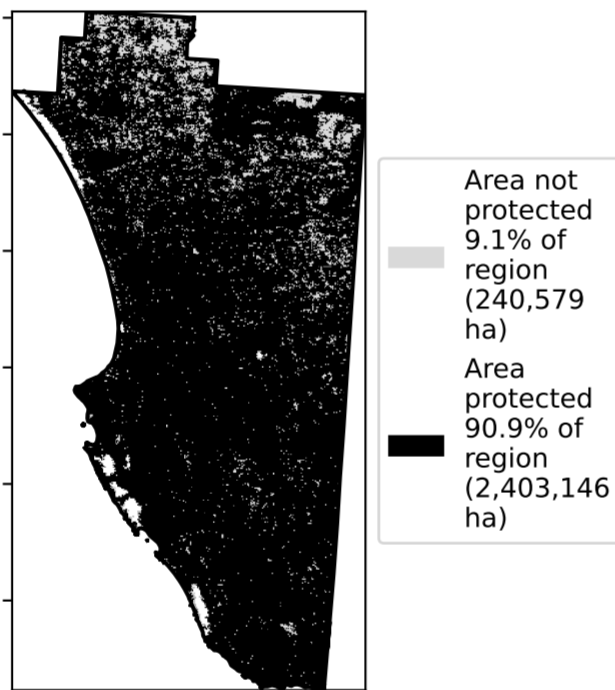 Area not
protected
9.1% of
region
(240,579
ha)
Area
protected
90.9% of
region
(2,403,146
ha)